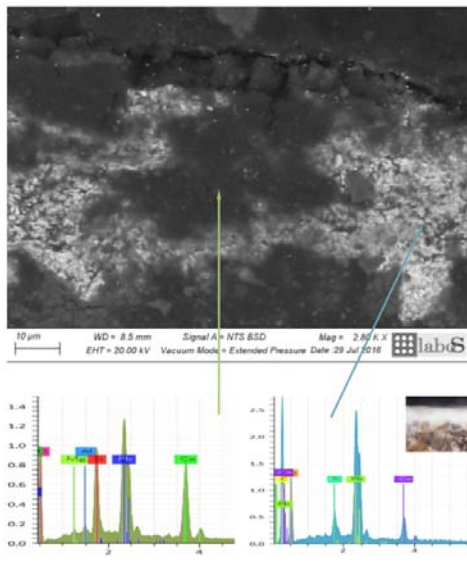 10 µm
WD = 8.5 mm
Signal A = NTS BSD
Mag = 2.80 K X
EHT = 20.00 kV
Vacuum Mode = Extended Pressure
Date :29 Jul 2016
labdS
1.4
1.2
1.0
0.8
0.6
0.4
0.2
0.0
2
4
2.5
2.0
1.5
1.0
0.5
0.0
2
4